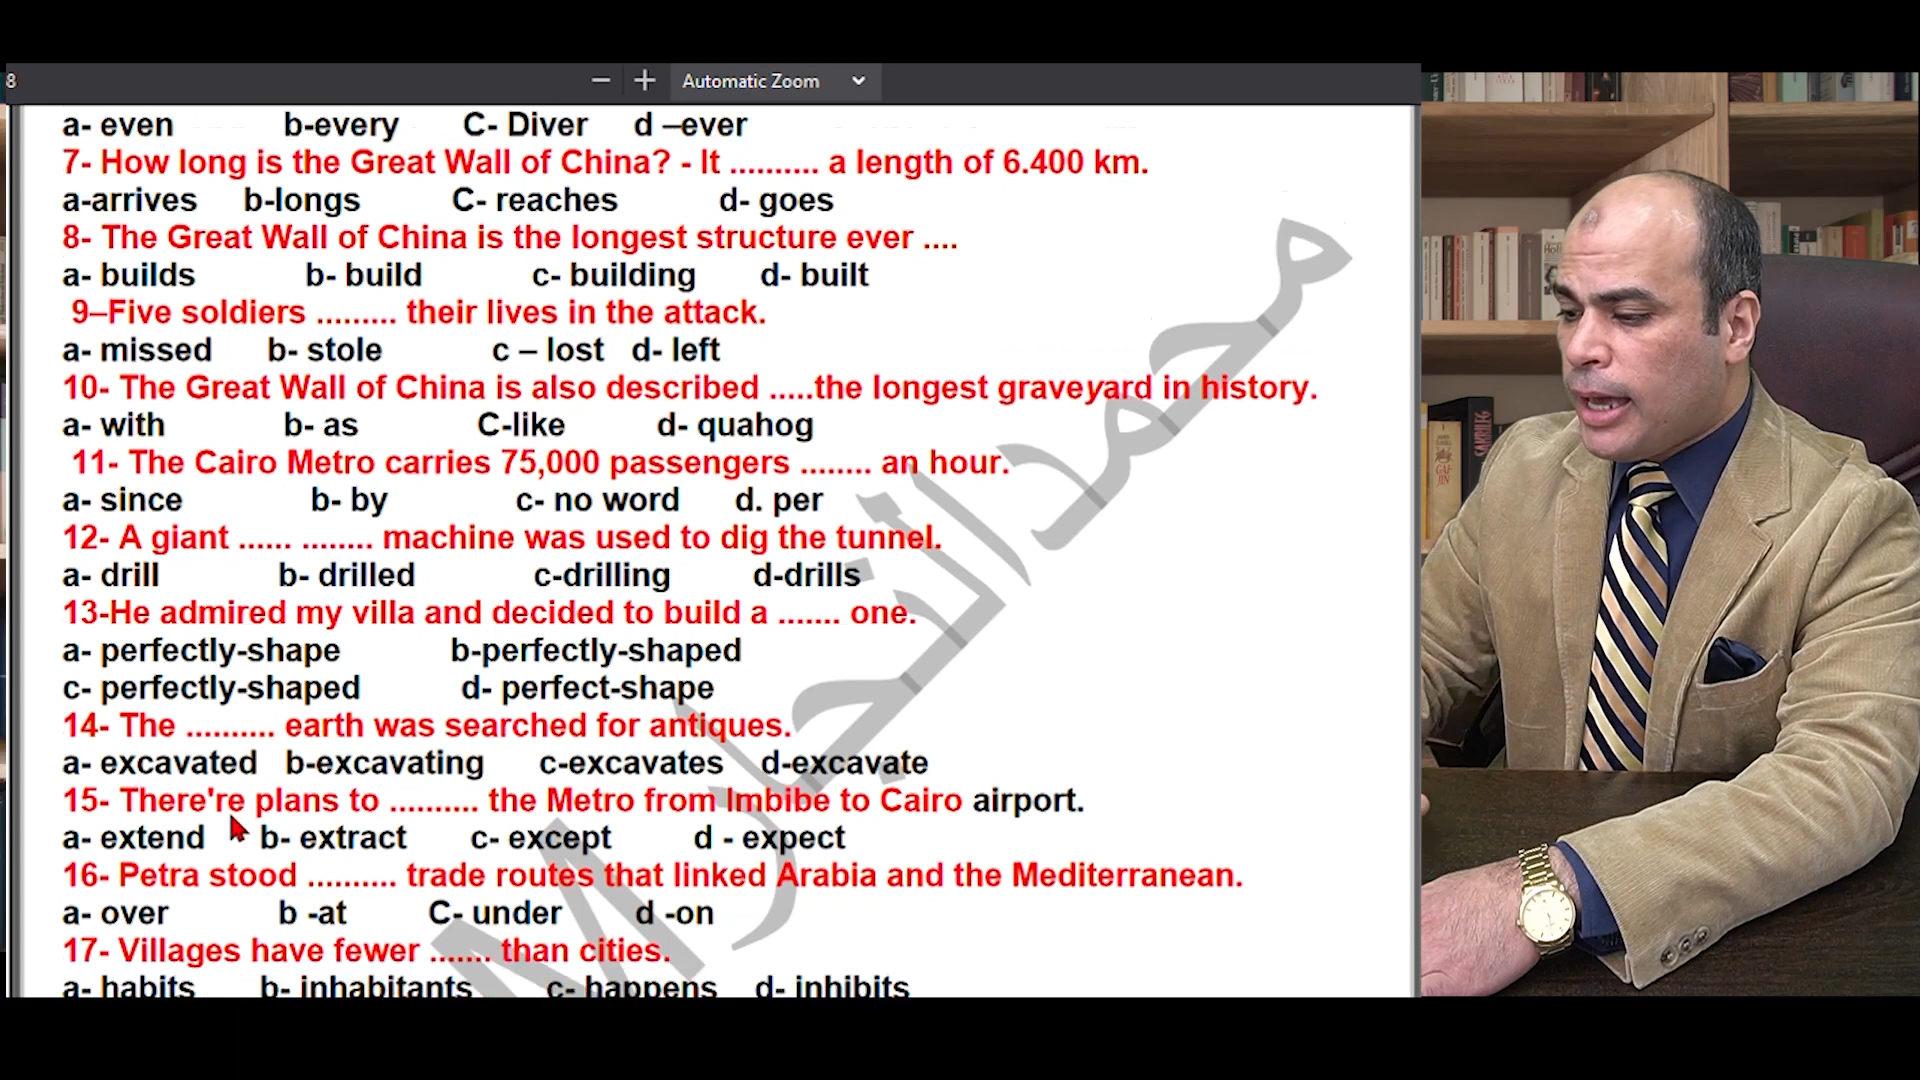 8
Automatic Zoom
a- even b-every C- Diver d –ever
7- How long is the Great Wall of China? - It .......... a length of 6.400 km.
a-arrives b-longs C- reaches d- goes
8- The Great Wall of China is the longest structure ever ....
a- builds b- build c- building d- built
9–Five soldiers ......... their lives in the attack.
a- missed b- stole c – lost d- left
10- The Great Wall of China is also described .....the longest graveyard in history.
a- with b- as C-like d- quahog
11- The Cairo Metro carries 75,000 passengers ........ an hour.
a- since b- by c- no word d. per
12- A giant ...... ........ machine was used to dig the tunnel.
a- drill b- drilled c-drilling d-drills
13-He admired my villa and decided to build a ....... one.
a- perfectly-shape b-perfectly-shaped
c- perfectly-shaped d- perfect-shape
14- The .......... earth was searched for antiques.
a- excavated b-excavating c-excavates d-excavate
15- There're plans to .......... the Metro from Imbibe to Cairo airport.
a- extend b- extract c- except d - expect
16- Petra stood .......... trade routes that linked Arabia and the Mediterranean.
a- over b -at C- under d -on
17- Villages have fewer ....... than cities.
a- habits b- inhabitants c- happens d- inhibits
محمد النجار M